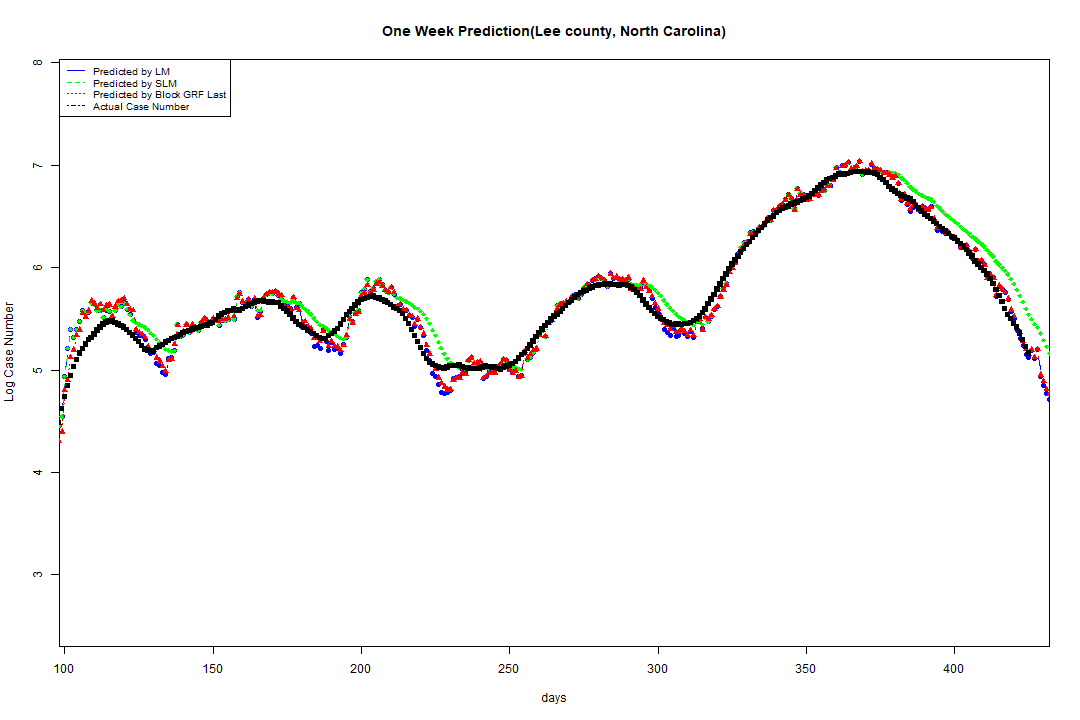 One Week Prediction(Lee county, North Carolina)
Predicted by LM
Predicted by SLM
Predicted by Block GRF Last
Actual Case Number
Log Case Number
8
7
6
5
4
3
100 150 200 250 300 350 400
days